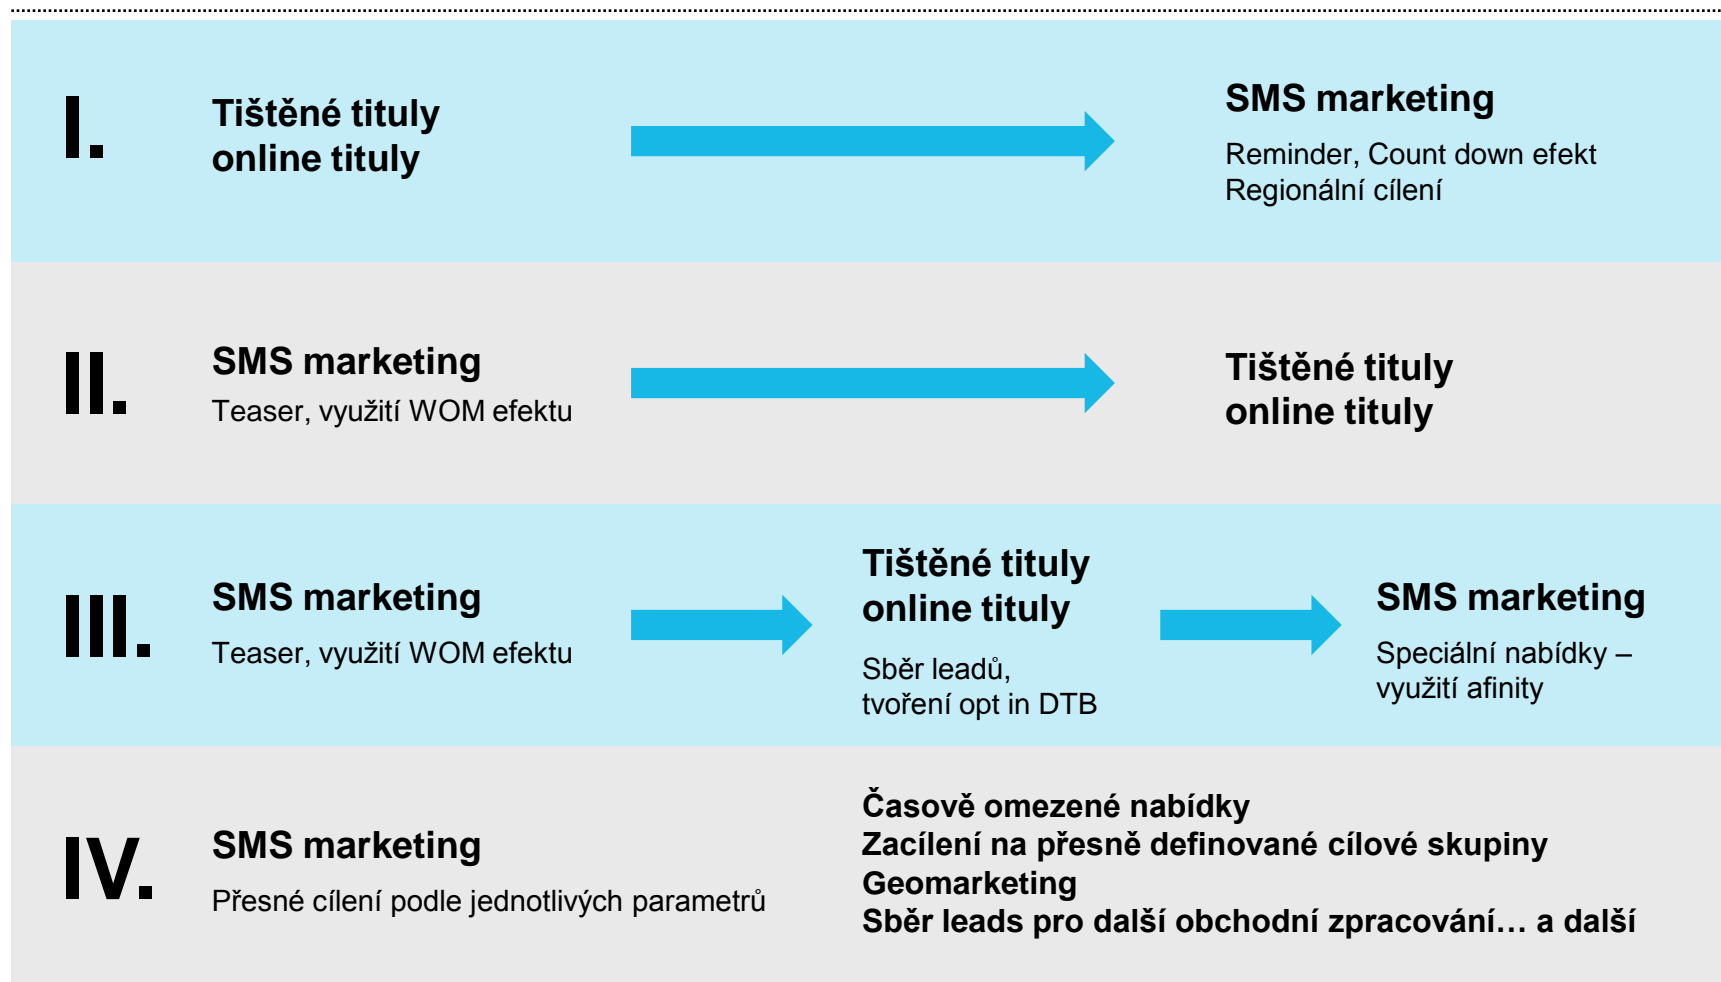 I.
Tištěné tituly
online tituly
SMS marketing
Reminder, Count down efekt
Regionální cílení
II.
SMS marketing
Teaser, využití WOM efektu
Tištěné tituly
online tituly
III.
SMS marketing
Teaser, využití WOM efektu
Tištěné tituly
online tituly
Sběr leadů,
tvoření opt in DTB
SMS marketing
Speciální nabídky –
využití afinity
IV.
SMS marketing
Přesné cílení podle jednotlivých parametrů
Časově omezené nabídky
Zacílení na přesně definované cílové skupiny
Geomarketing
Sběr leads pro další obchodní zpracování… a další